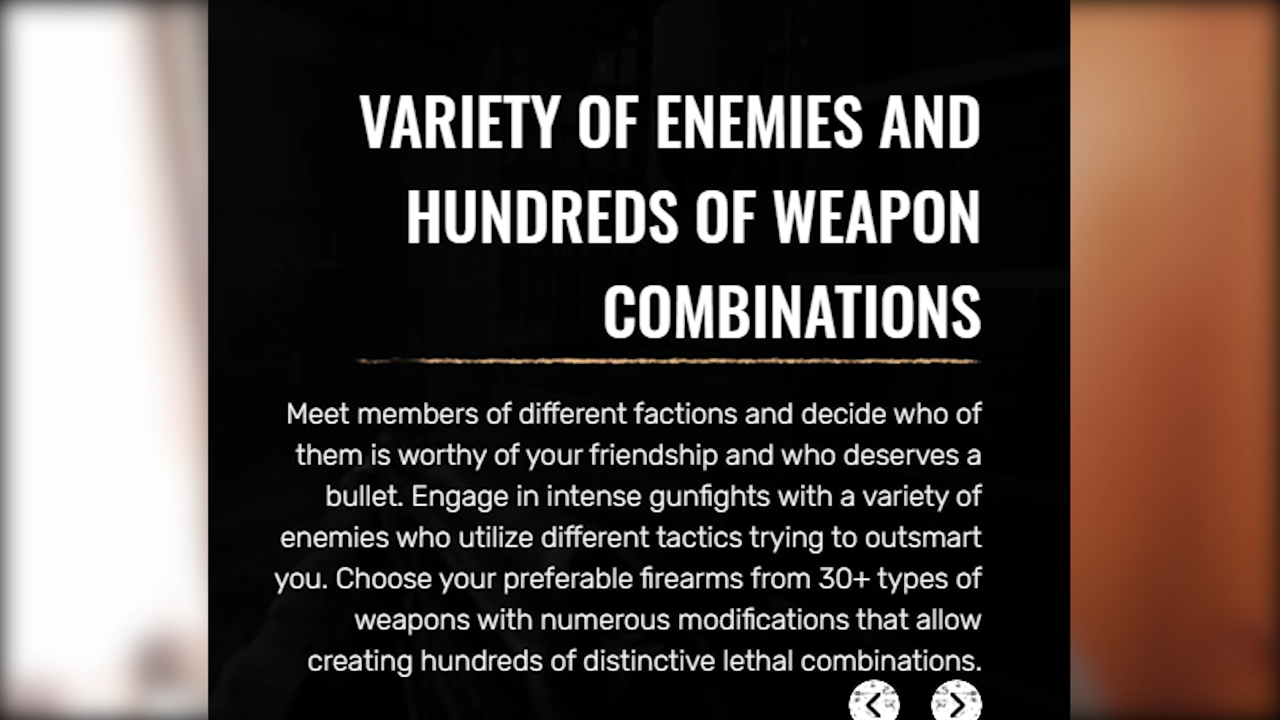 VARIETY OF ENEMIES AND
HUNDREDS OF WEAPON
COMBINATIONS
Meet members of different factions and decide who of
them is worthy of your friendship and who deserves a
bullet. Engage in intense gunfights with a variety of
enemies who utilize different tactics trying to outsmart
you. Choose your preferable firearms from 30+ types of
weapons with numerous modifications that allow
creating hundreds of distinctive lethal combinations.